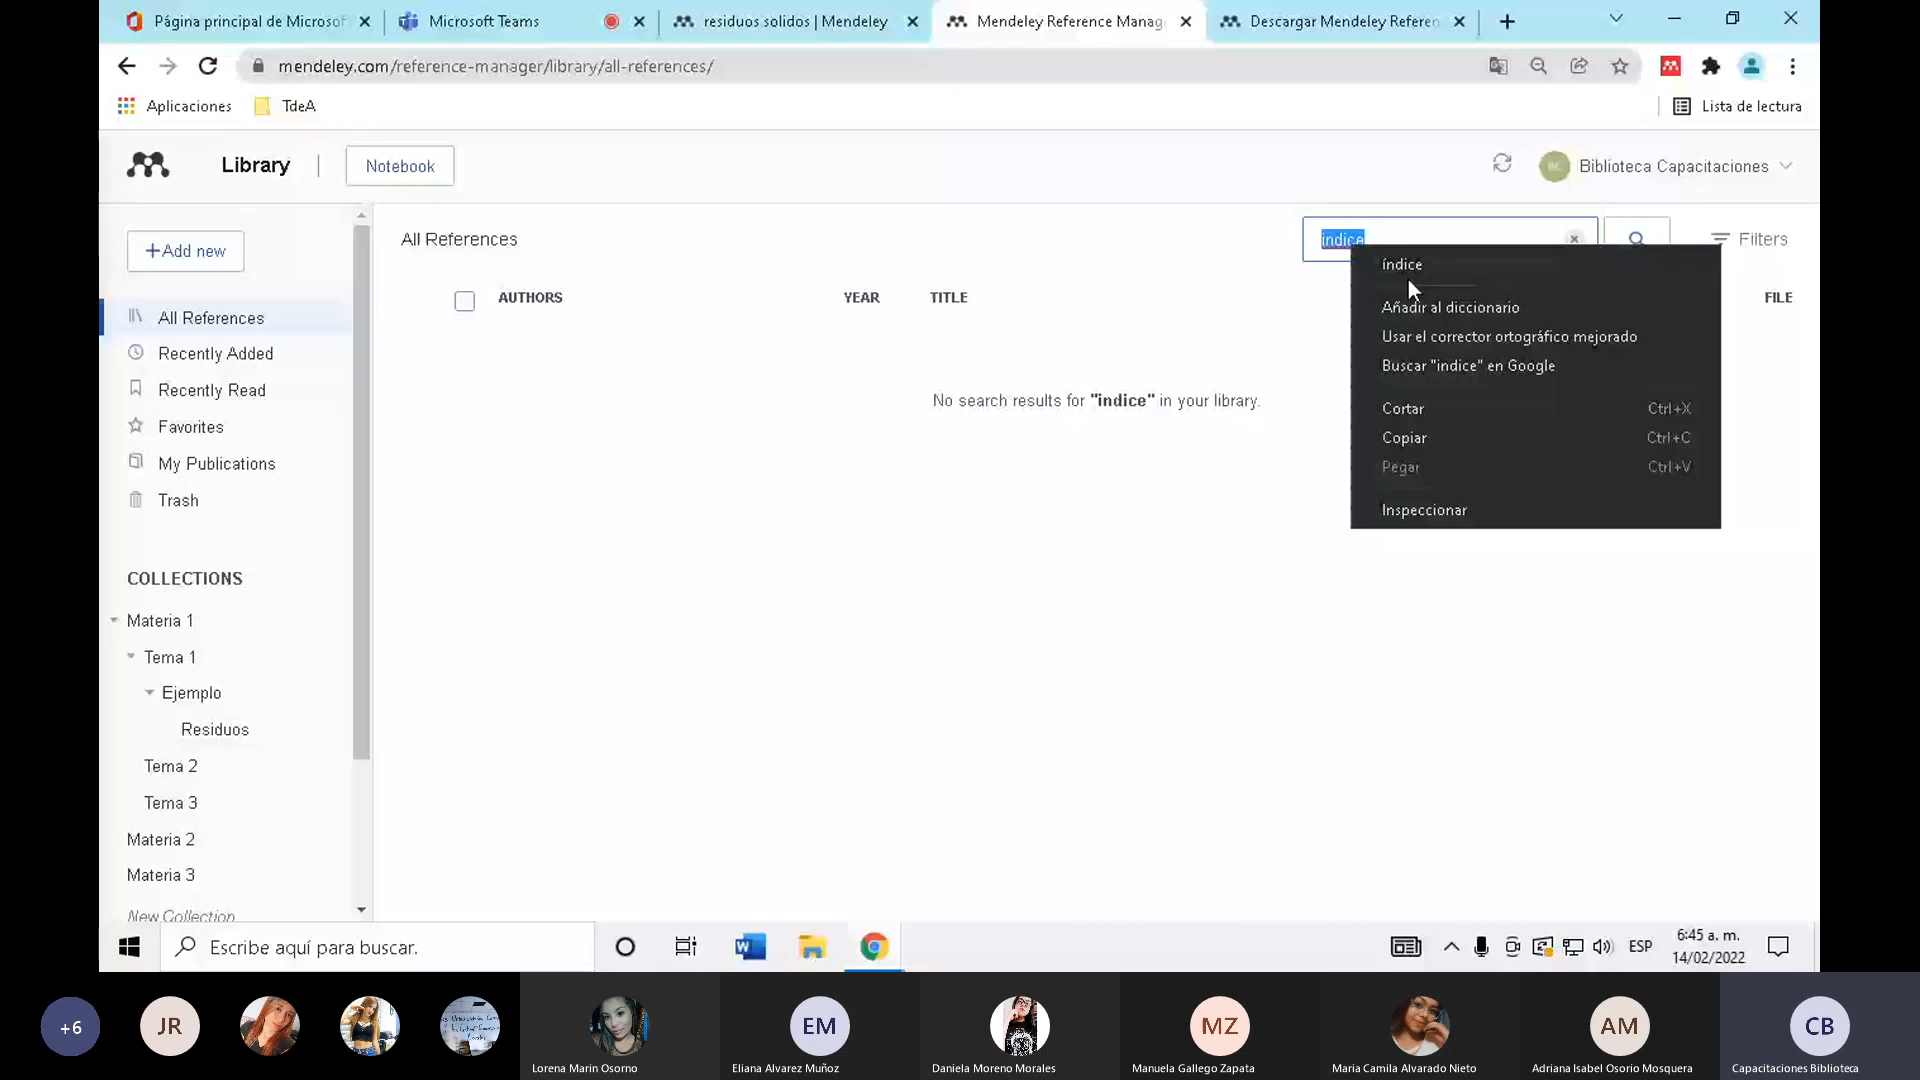 Página principal de Microsof
Microsoft Teams
residuos solidos | Mendeley
Mendeley Reference Manag
Descargar Mendeley Referen
mendeley.com/reference-manager/library/all-references/
Aplicaciones
TdeA
Lista de lectura
Library
Notebook
Biblioteca Capacitaciones
+Add new
All References
indice
Filters
AUTHORS
YEAR
TITLE
FILE
No search results for "indice" in your library.
índice
Añadir al diccionario
Usar el corrector ortográfico mejorado
Buscar "indice" en Google
Cortar Ctrl+X
Copiar Ctrl+C
Pegar Ctrl+V
Inspeccionar
All References
Recently Added
Recently Read
Favorites
My Publications
Trash
COLLECTIONS
Materia 1
Tema 1
Ejemplo
Residuos
Tema 2
Tema 3
Materia 2
Materia 3
New Collection
Escribe aquí para buscar.
ESP
6:45 a. m.
14/02/2022
+6
JR
EM
MZ
AM
CB
Lorena Marin Osorno
Eliana Alvarez Muñoz
Daniela Moreno Morales
Manuela Gallego Zapata
Maria Camila Alvarado Nieto
Adriana Isabel Osorio Mosquera
Capacitaciones Biblioteca